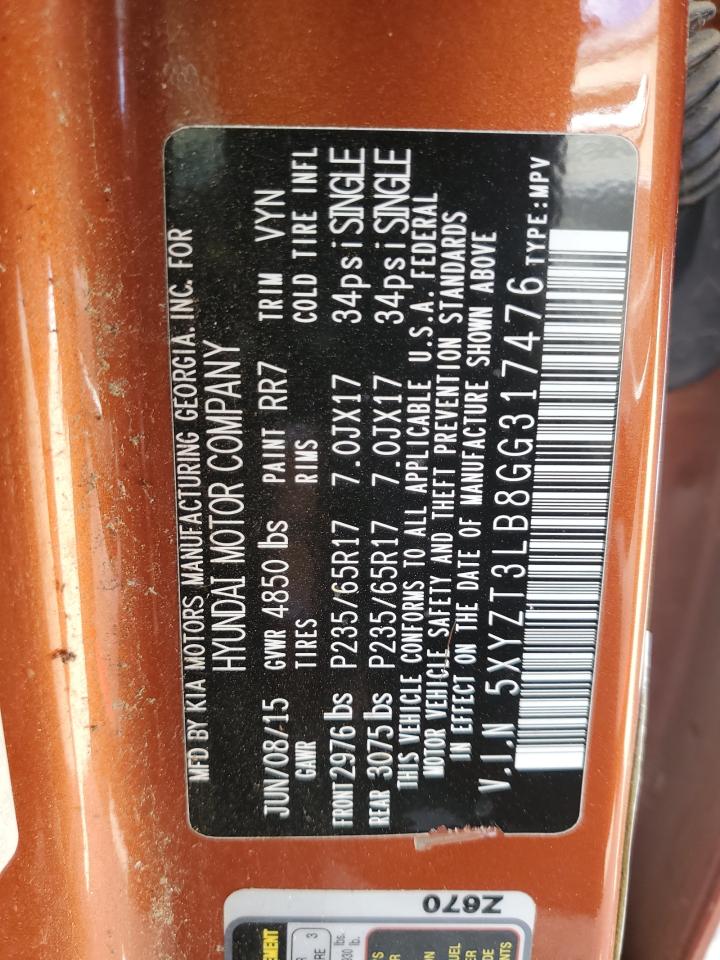 MFD BY KIA MOTORS MANUFACTURING GEORGIA. INC. FOR
HYUNDAI MOTOR COMPANY
JUN/08/15 GVWR 4850 lbs PAINT RR7 TRIM VYN
GAWR TIRES RIMS COLD TIRE INFL
FRONT 2976 lbs P235/65R17 7.0JX17 34psi SINGLE
REAR 3075 lbs P235/65R17 7.0JX17 34psi SINGLE
THIS VEHICLE CONFORMS TO ALL APPLICABLE U.S.A. FEDERAL
MOTOR VEHICLE SAFETY AND THEFT PREVENTION STANDARDS
IN EFFECT ON THE DATE OF MANUFACTURE SHOWN ABOVE
V.I.N 5XYZT3LB8GG317476 TYPE:MPV
Z670
3
lbs.
lb.